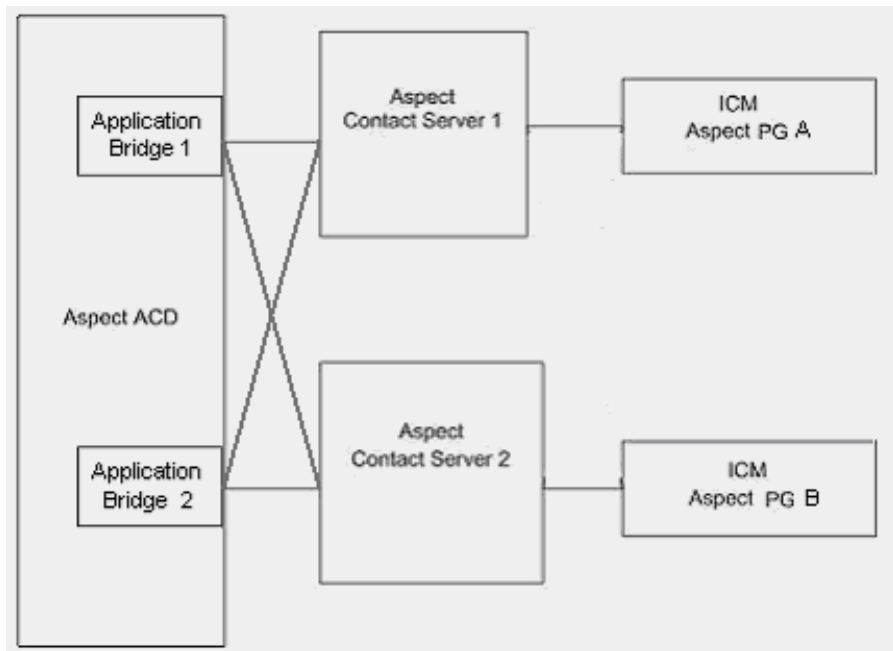 Application
Bridge 1
Aspect
Contact Server 1
ICM
Aspect PG A
Aspect ACD
Application
Bridge 2
Aspect
Contact Server 2
ICM
Aspect PG B